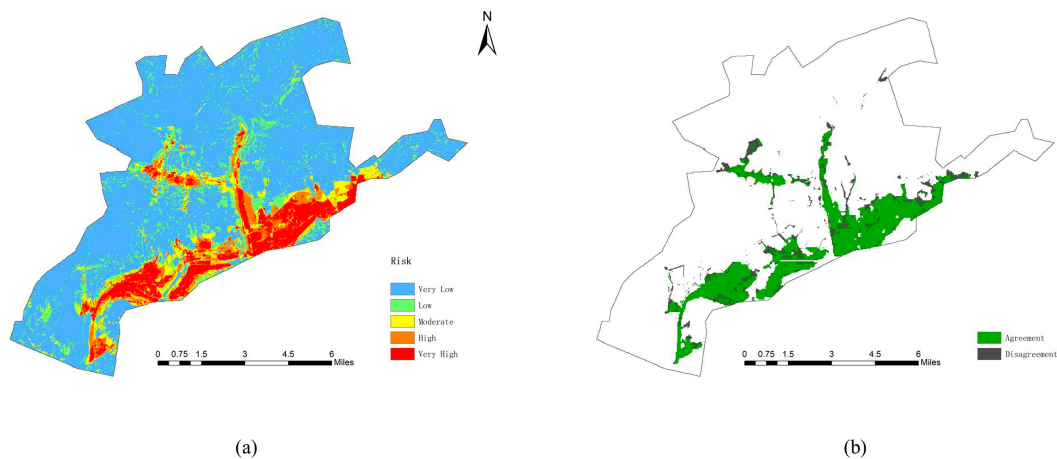 N
Risk
Very Low
Low
Moderate
High
Very High
0 0.75 1.5 3 4.5 6
Miles
Agreement
Disagreement
0 0.75 1.5 3 4.5 6
Miles
(a)
(b)